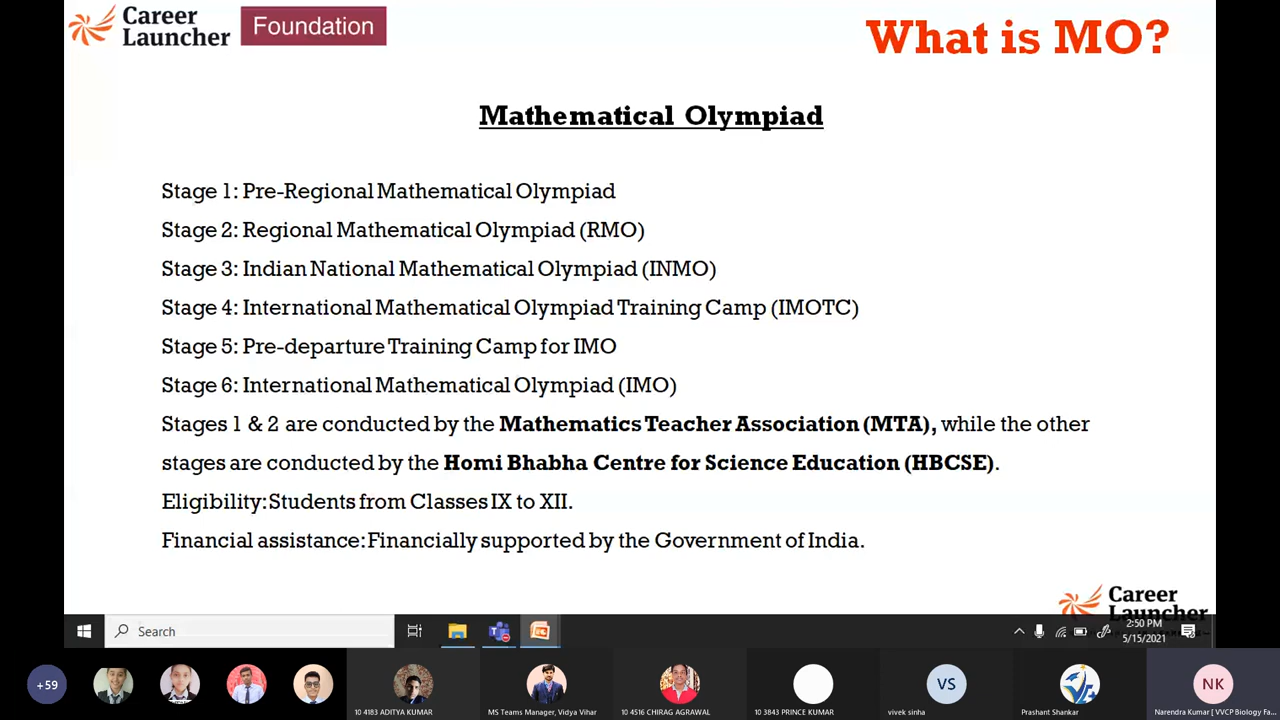 Career
Launcher
Foundation
What is MO?
Mathematical Olympiad
Stage 1: Pre-Regional Mathematical Olympiad
Stage 2: Regional Mathematical Olympiad (RMO)
Stage 3: Indian National Mathematical Olympiad (INMO)
Stage 4: International Mathematical Olympiad Training Camp (IMOTC)
Stage 5: Pre-departure Training Camp for IMO
Stage 6: International Mathematical Olympiad (IMO)
Stages 1 & 2 are conducted by the Mathematics Teacher Association (MTA), while the other
stages are conducted by the Homi Bhabha Centre for Science Education (HBCSE).
Eligibility: Students from Classes IX to XII.
Financial assistance: Financially supported by the Government of India.
Career
Launcher
Search
2:50 PM
5/15/2021
+59
VS
NK
10 4183 ADITYA KUMAR
MS Teams Manager, Vidya Vihar
10 4516 CHIRAG AGRAWAL
10 3843 PRINCE KUMAR
vivek sinha
Prashant Shankar
Narendra Kumar [ VVCP Biology Fa...